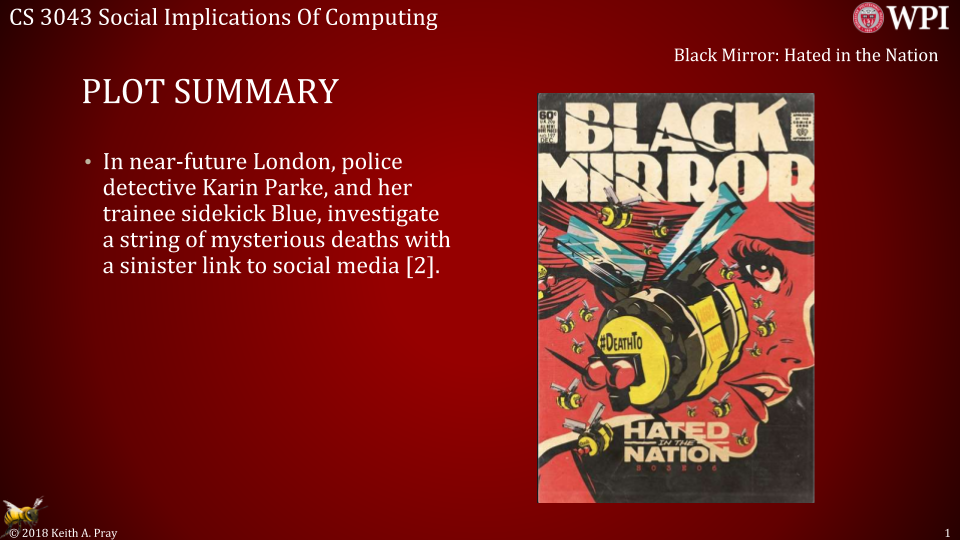 CS 3043 Social Implications Of Computing
WPI
Black Mirror: Hated in the Nation
PLOT SUMMARY
• In near-future London, police
detective Karin Parke, and her
trainee sidekick Blue, investigate
a string of mysterious deaths with
a sinister link to social media [2].
60¢
BLACK
MIRROR
#DEATHTO
HATED
IN THE
NATION
S03E06
© 2018 Keith A. Pray
1